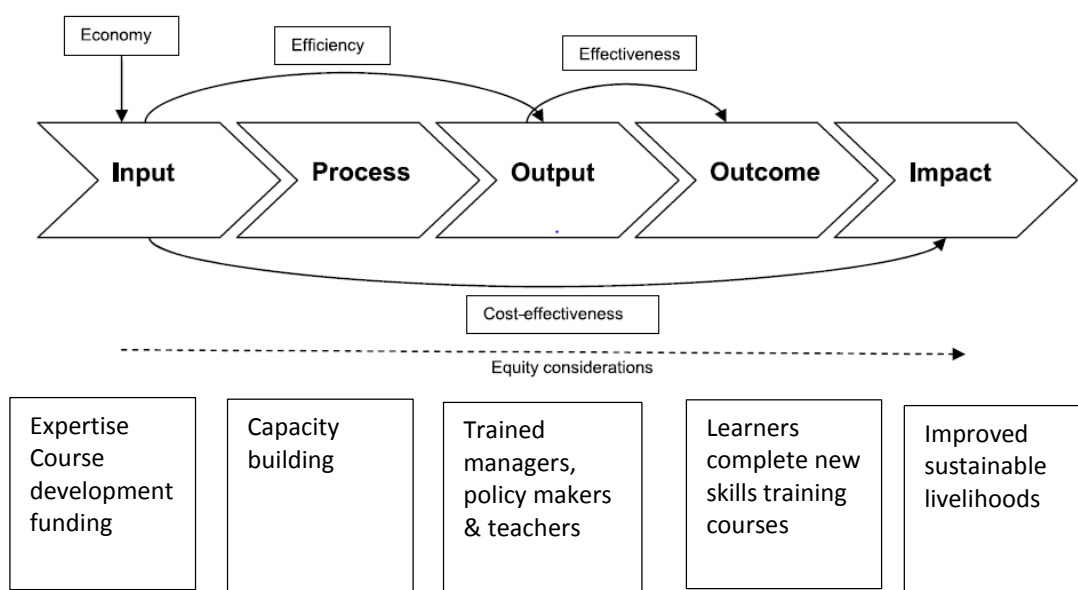 Economy
Efficiency
Effectiveness
Input
Process
Output
Outcome
Impact
Cost-effectiveness
Equity considerations
Expertise
Course
development
funding
Capacity
building
Trained
managers,
policy makers
& teachers
Learners
complete new
skills training
courses
Improved
sustainable
livelihoods